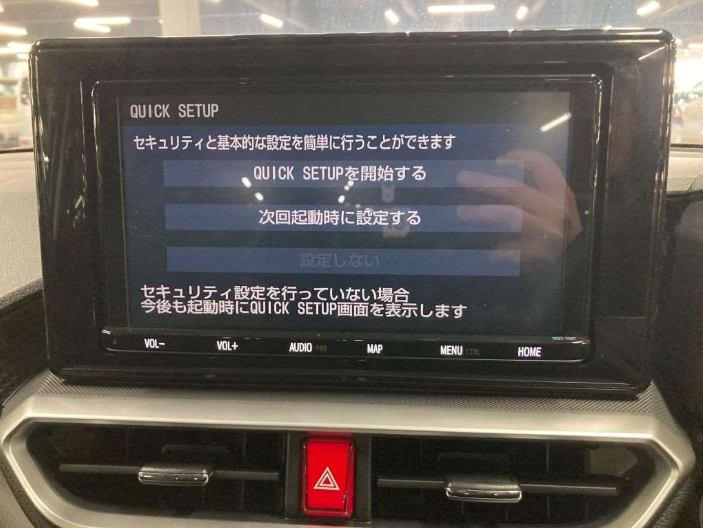 QUICK SETUP
セキュリティと基本的な設定を簡単に行うことができます
QUICK SETUPを開始する
次回起動時に設定する
設定しない
セキュリティ設定を行っていない場合
今後も起動時にQUICK SETUP画面を表示します
VOL− VOL+ AUDIO PWR MAP MENU CTRL HOME